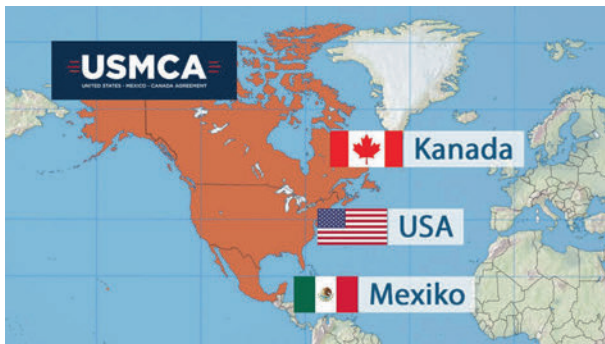 USMCA
UNITED STATES • MEXICO • CANADA AGREEMENT
Kanada
USA
Mexiko